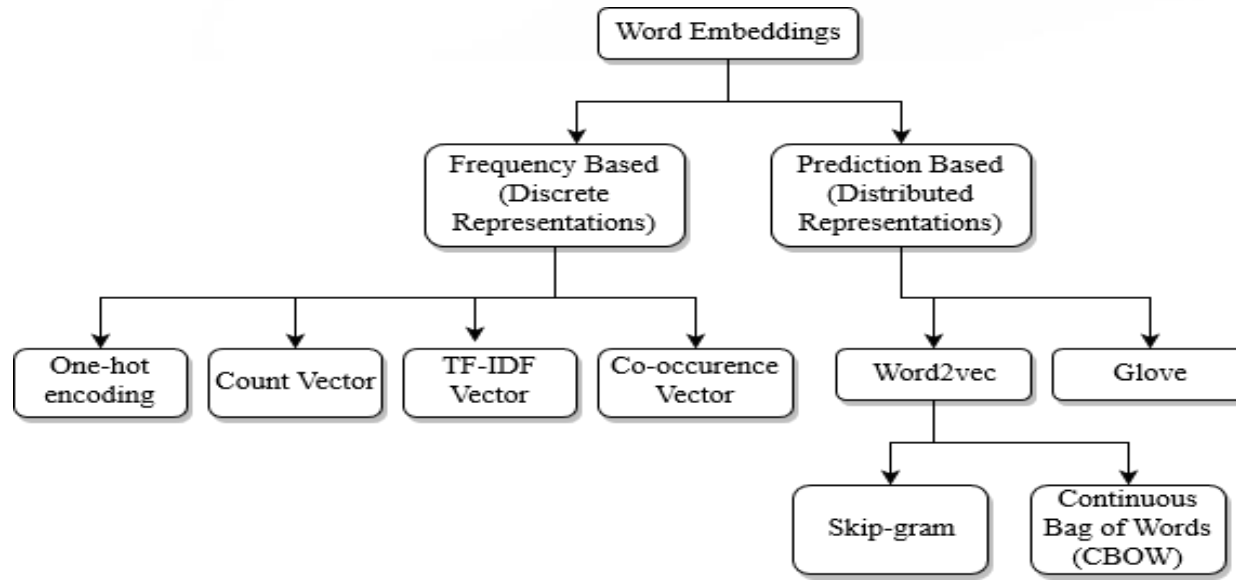 Word Embeddings
Frequency Based
(Discrete
Representations)
Prediction Based
(Distributed
Representations)
One-hot
encoding
Count Vector
TF-IDF
Vector
Co-occurence
Vector
Word2vec
Glove
Skip-gram
Continuous
Bag of Words
(CBOW)